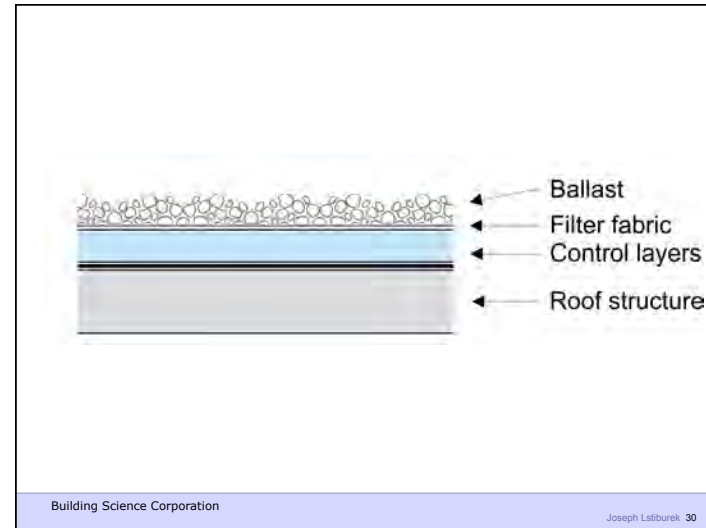 Ballast
Filter fabric
Control layers
Roof structure
Building Science Corporation
Joseph Lstiburek 30